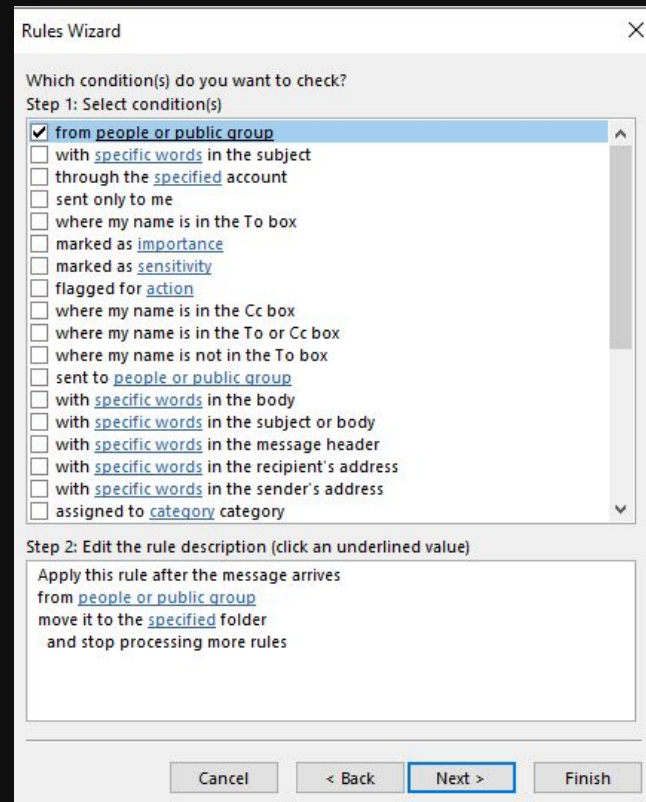 Rules Wizard
Which condition(s) do you want to check?
Step 1: Select condition(s)
from people or public group
with specific words in the subject
through the specified account
sent only to me
where my name is in the To box
marked as importance
marked as sensitivity
flagged for action
where my name is in the Cc box
where my name is in the To or Cc box
where my name is not in the To box
sent to people or public group
with specific words in the body
with specific words in the subject or body
with specific words in the message header
with specific words in the recipient's address
with specific words in the sender's address
assigned to category category
Step 2: Edit the rule description (click an underlined value)
Apply this rule after the message arrives
from people or public group
move it to the specified folder
and stop processing more rules
Cancel < Back Next > Finish